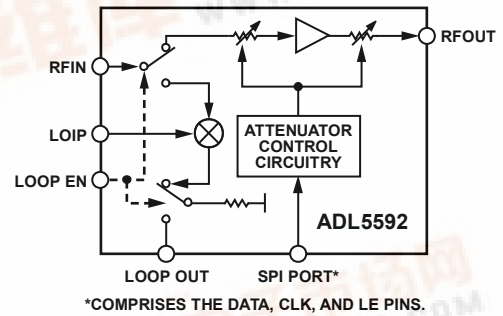 RFIN
LOIP
LOOP EN
RFOUT
ATTENUATOR
CONTROL
CIRCUITRY
ADL5592
LOOP OUT
SPI PORT*
*COMPRISES THE DATA, CLK, AND LE PINS.